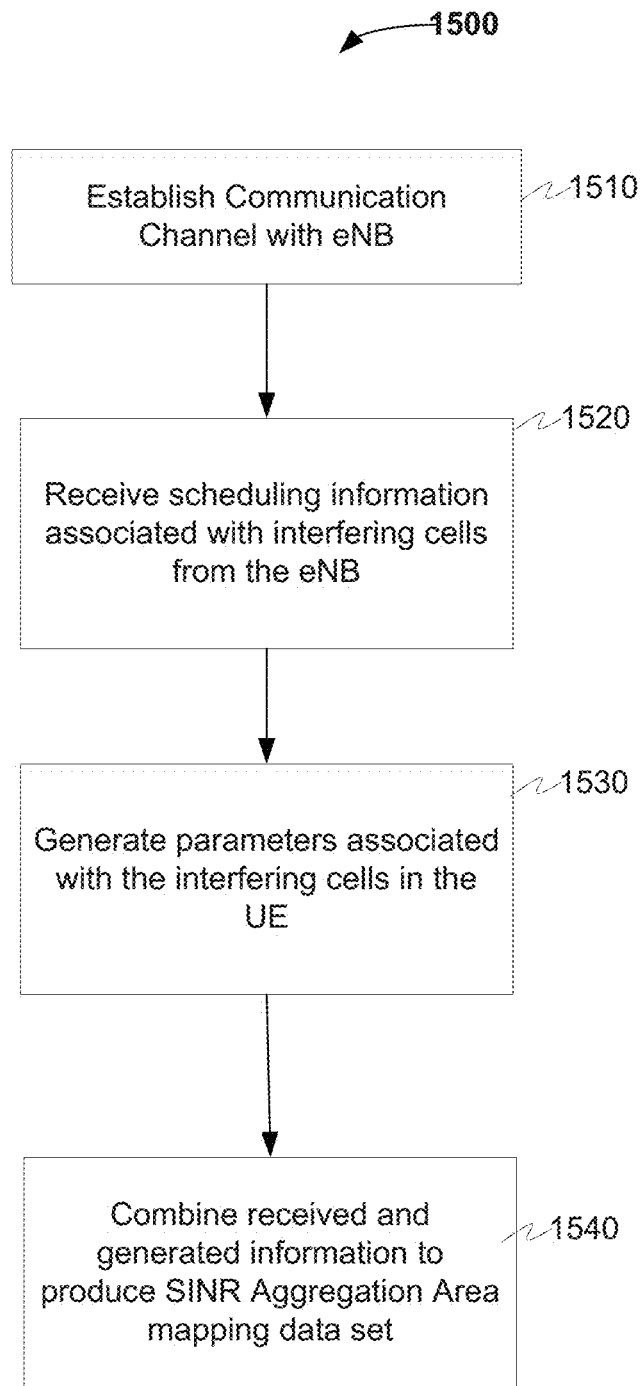 1500
Establish Communication
Channel with eNB
1510
1520
Receive scheduling information
associated with interfering cells
from the eNB
1530
Generate parameters associated
with the interfering cells in the
UE
Combine received and
generated information to
produce SINR Aggregation Area
mapping data set
1540